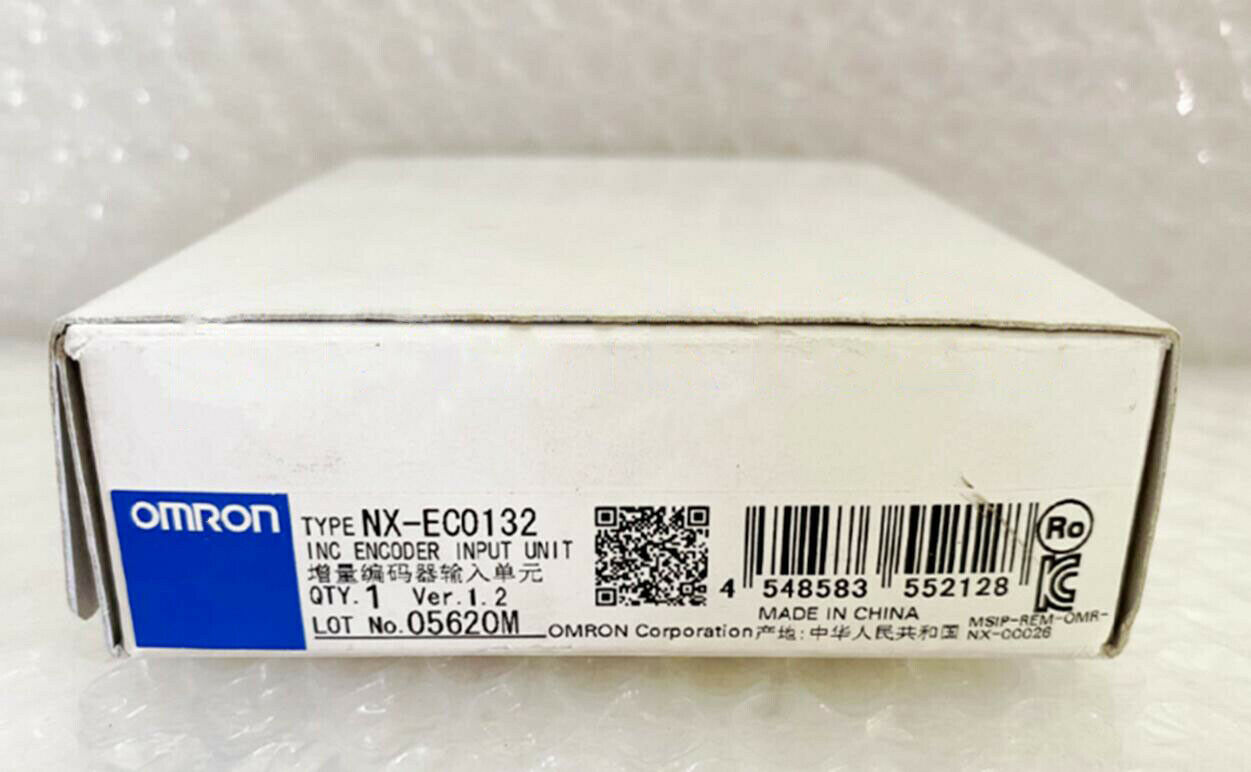 OMRON
TYPE NX-EC0132
INC ENCODER INPUT UNIT
增量编码器输入单元
QTY. 1 Ver.1.2
LOT No. 05620M
OMRON Corporation
4 548583 552128
MADE IN CHINA
产地:中华人民共和国
Ro
MSIP-REM-OMR-
NX-00026